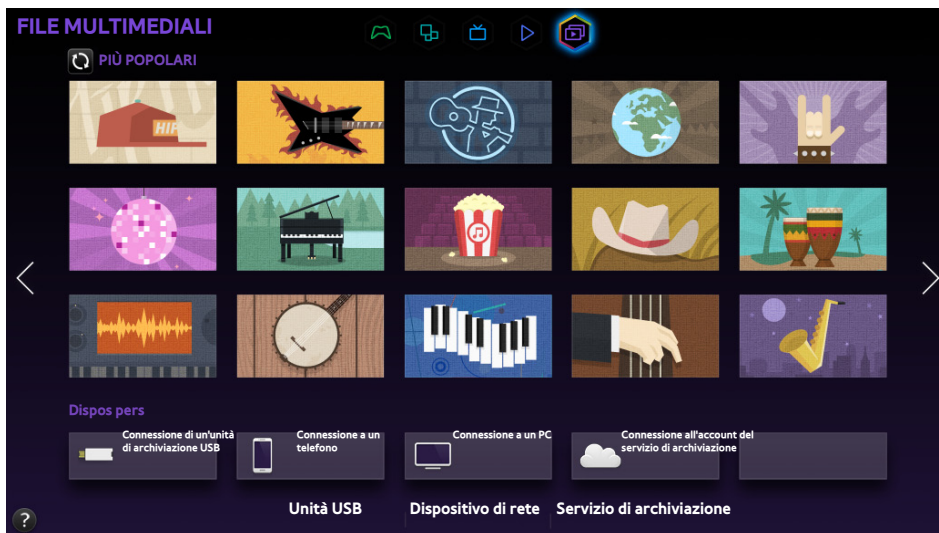 FILE MULTIMEDIALI
PIÙ POPOLARI
HIP
Dispos pers
Connessione di un'unità
di archiviazione USB
Connessione a un
telefono
Connessione a un PC
Connessione all'account del
servizio di archiviazione
Unità USB
Dispositivo di rete
Servizio di archiviazione
?